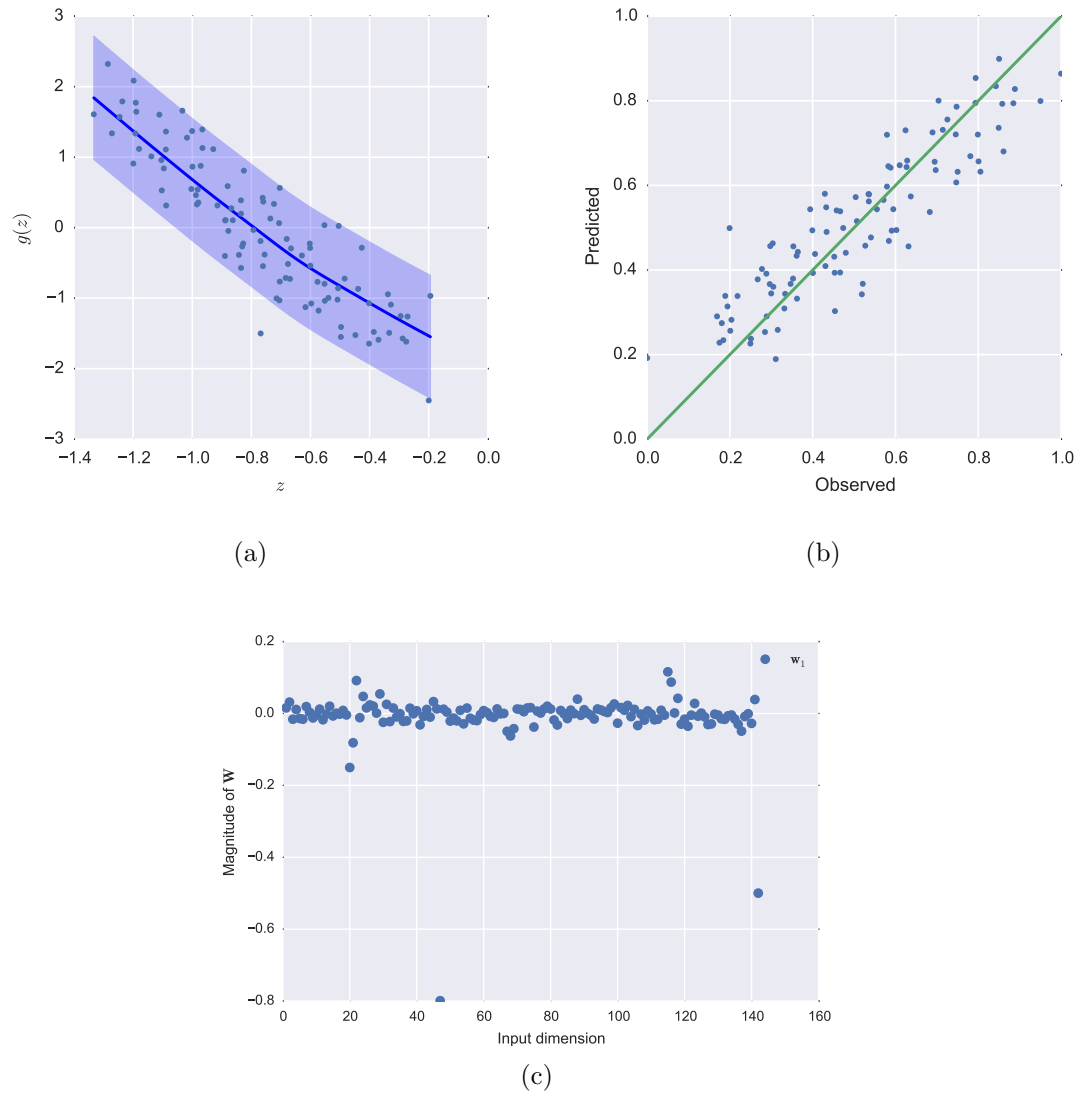 3
2
1
0
−1
−2
−3
−1.4 −1.2 −1.0 −0.8 −0.6 −0.4 −0.2 0.0
z
g(z)
(a)
1.0
0.8
0.6
0.4
0.2
0.0
0.0 0.2 0.4 0.6 0.8 1.0
Observed
Predicted
(b)
0.2
0.0
−0.2
−0.4
−0.6
−0.8
0 20 40 60 80 100 120 140 160
Input dimension
Magnitude of W
w₁
(c)